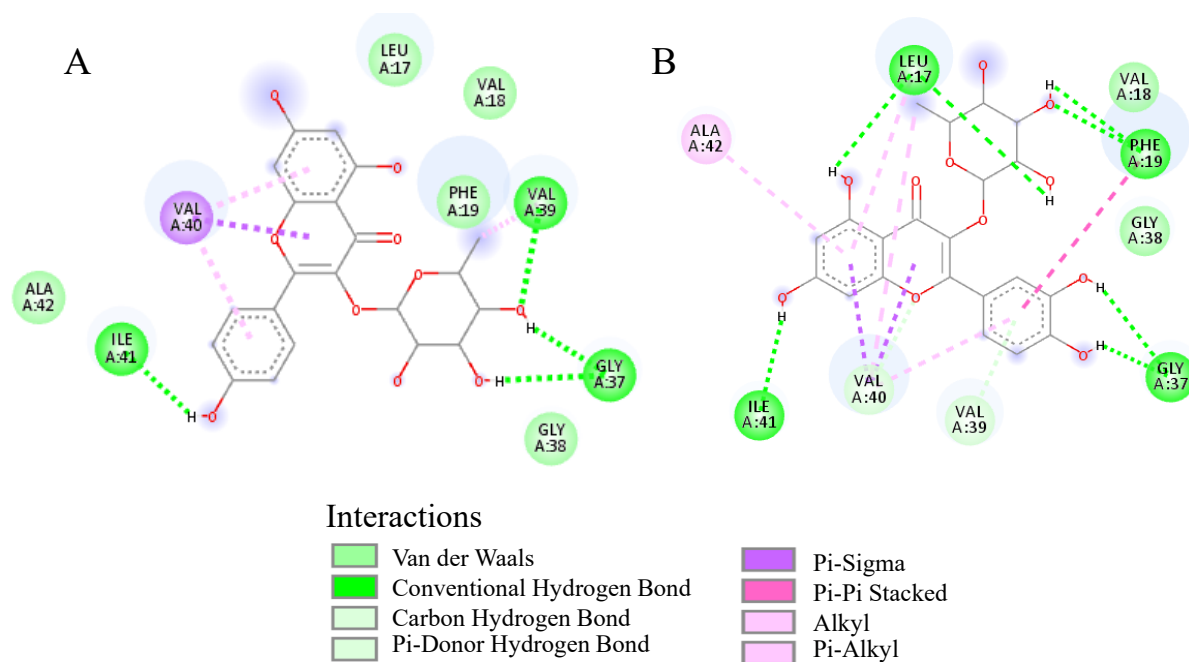 A
LEU
A:17
VAL
A:18
VAL
A:40
PHE
A:19
VAL
A:39
O
O
O
O
O
O
O
H
O
H
O
H
O
ALA
A:42
ILE
A:41
GLY
A:37
GLY
A:38
B
LEU
A:17
VAL
A:18
ALA
A:42
PHE
A:19
GLY
A:38
O
H
O
O
O
H
H
O
O
O
O
O
H
O
H
O
H
VAL
A:40
VAL
A:39
ILE
A:41
GLY
A:37
Interactions
Van der Waals
Conventional Hydrogen Bond
Carbon Hydrogen Bond
Pi-Donor Hydrogen Bond
Pi-Sigma
Pi-Pi Stacked
Alkyl
Pi-Alkyl